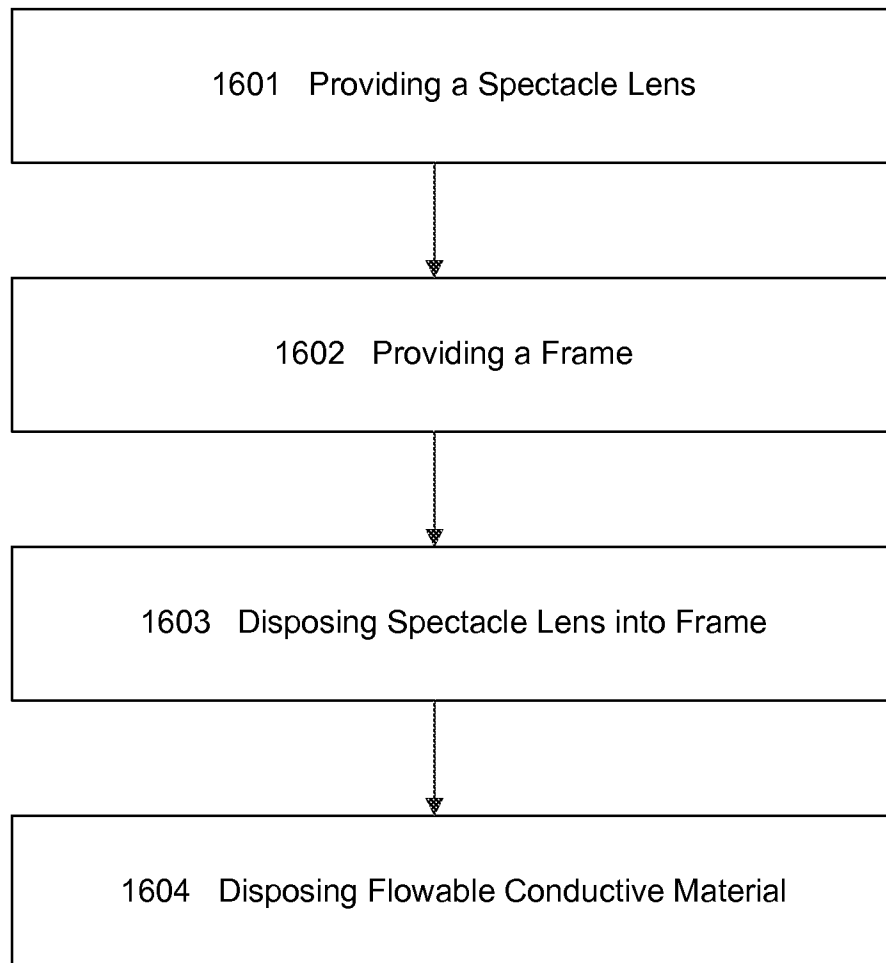 1601 Providing a Spectacle Lens
1602 Providing a Frame
1603 Disposing Spectacle Lens into Frame
1604 Disposing Flowable Conductive Material